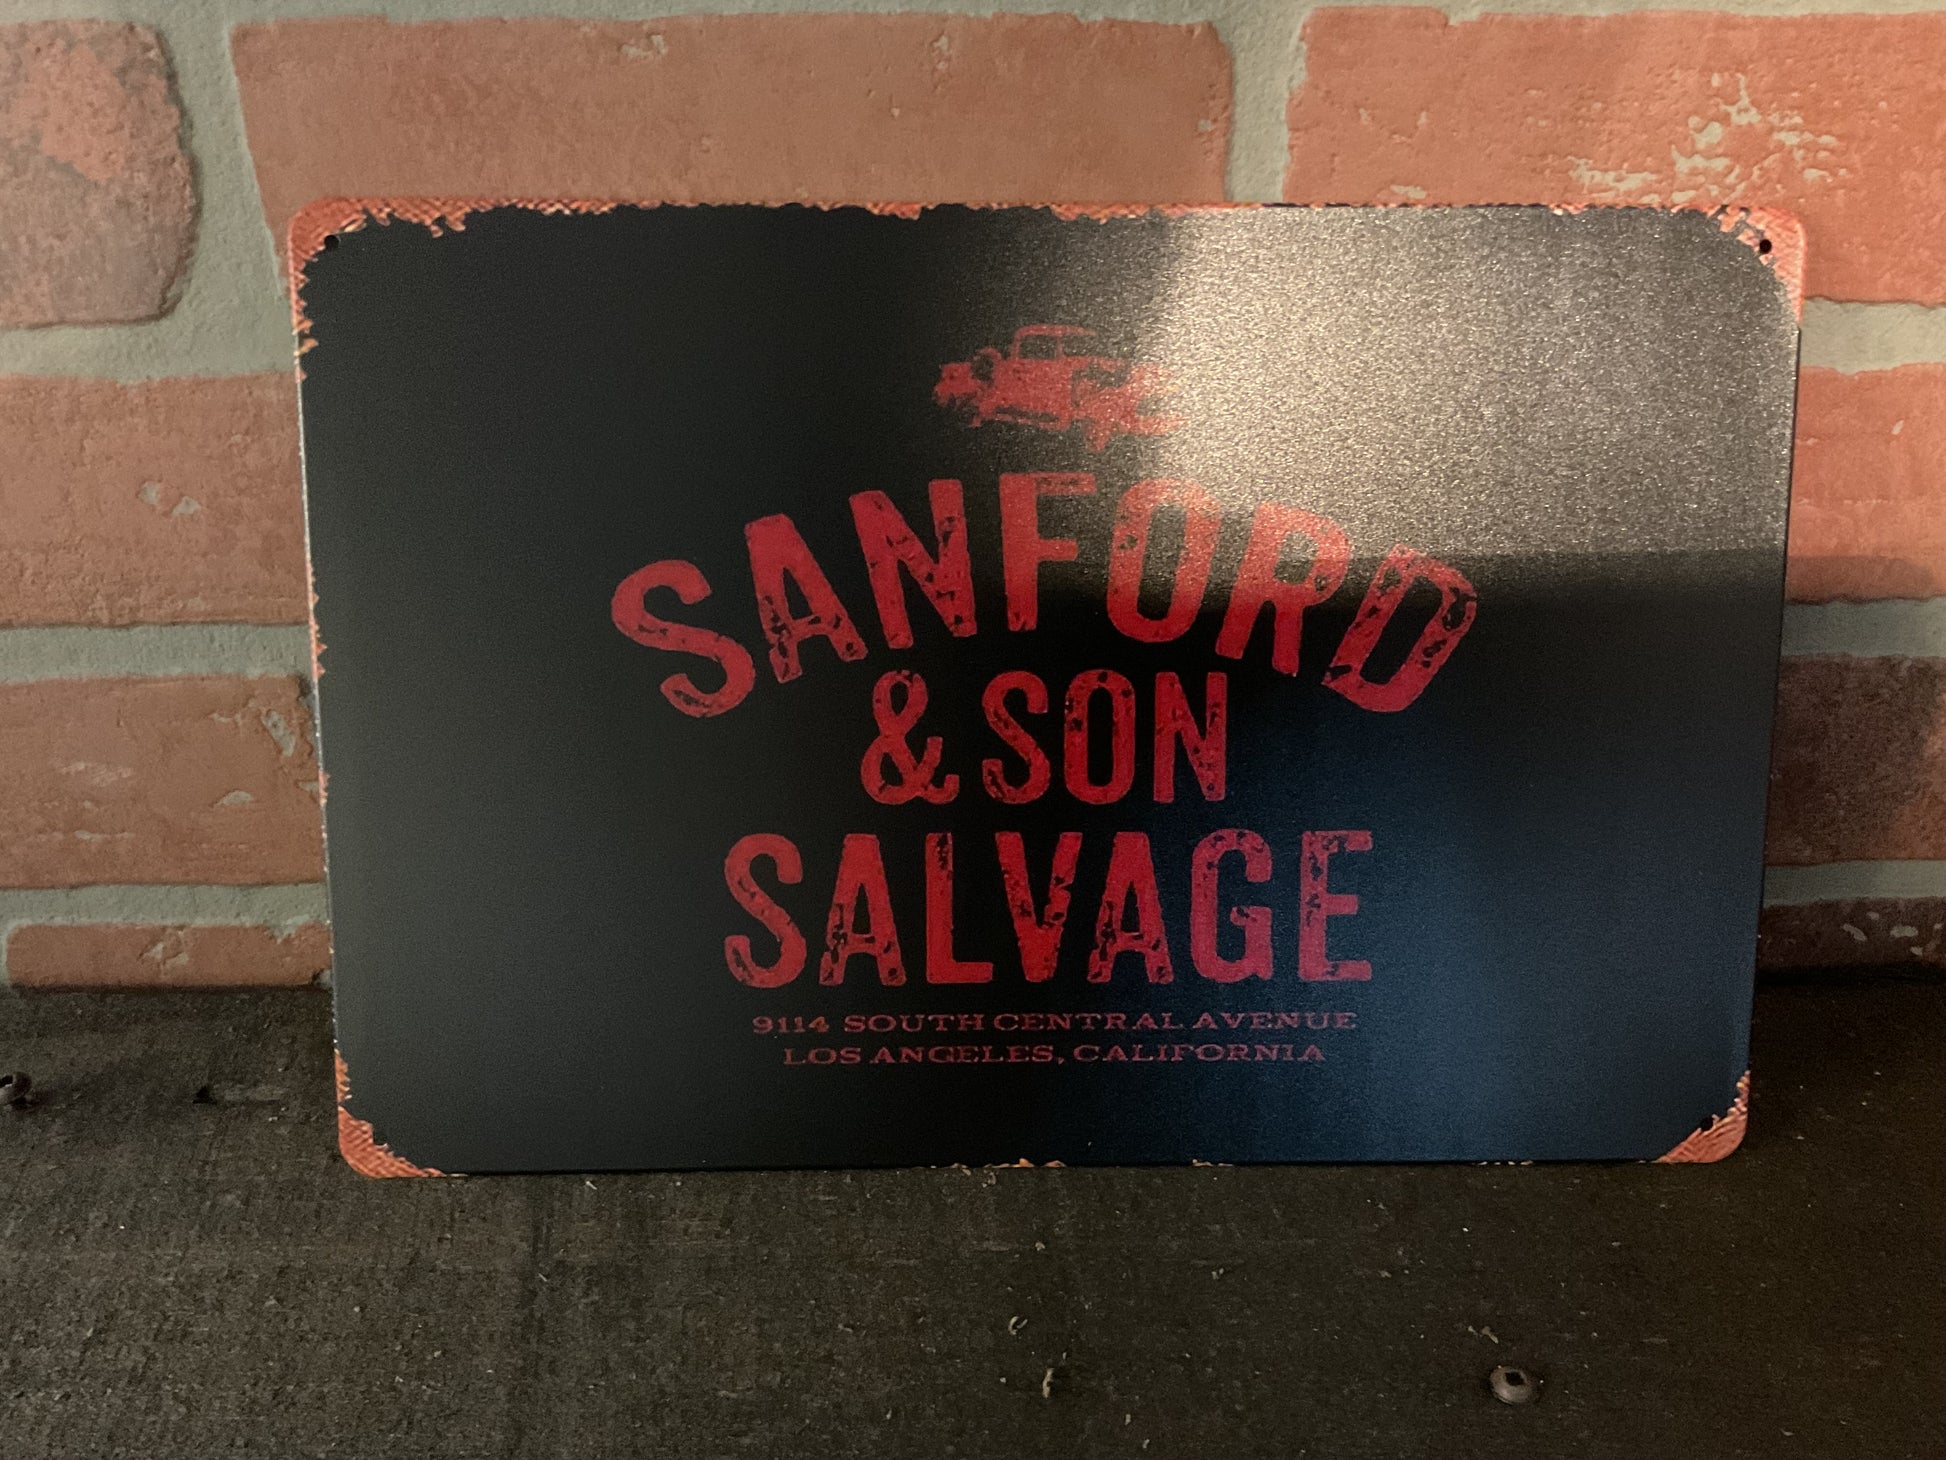 SANFORD
& SON
SALVAGE
9114 SOUTH CENTRAL AVENUE
LOS ANGELES, CALIFORNIA